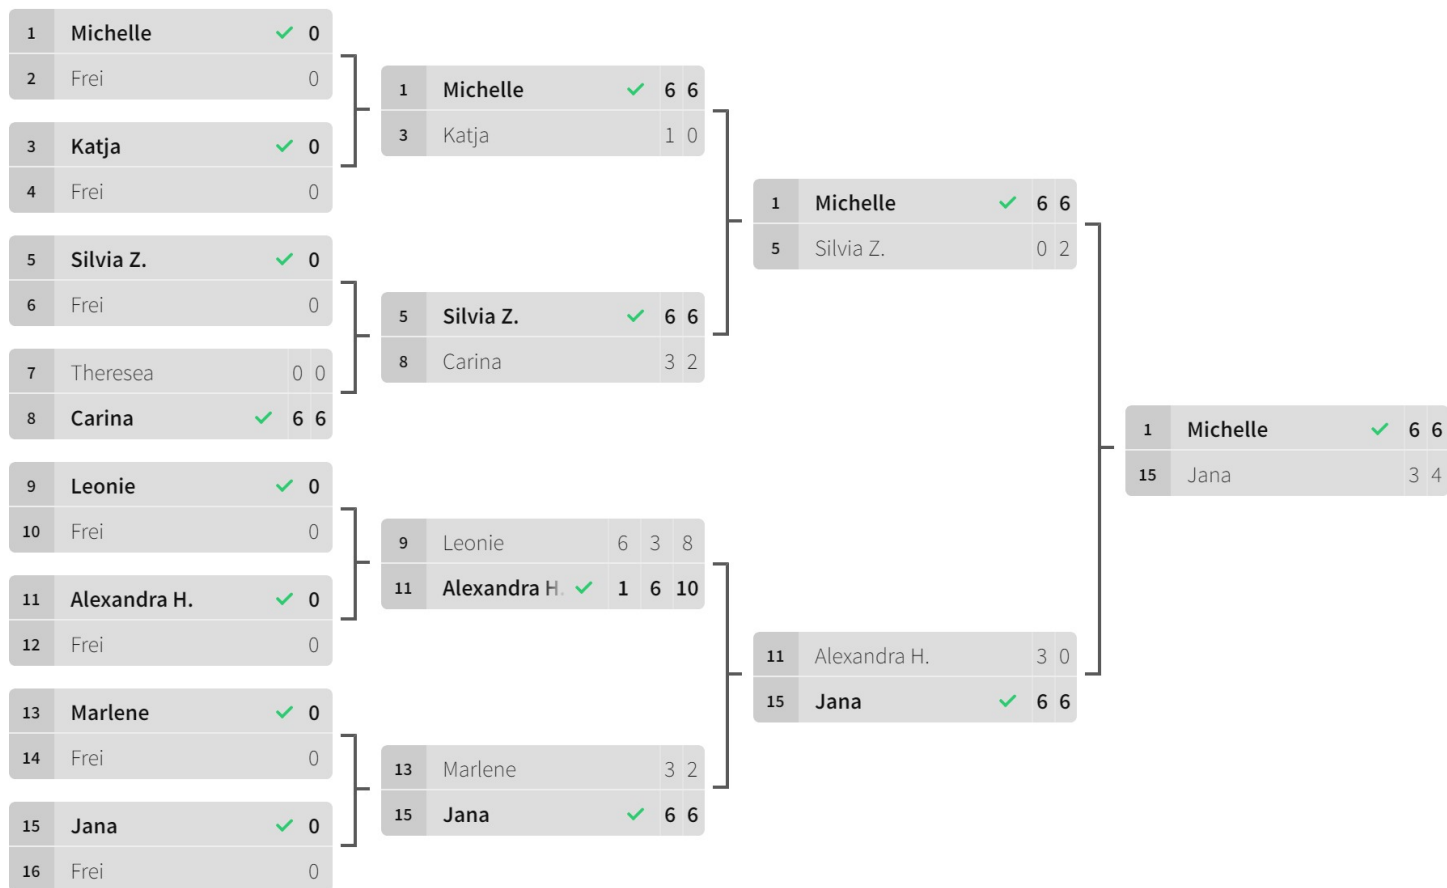 1 Michelle 0
2 Frei 0
3 Katja 0
4 Frei 0
5 Silvia Z. 0
6 Frei 0
7 Theresea 0 0
8 Carina 6 6
9 Leonie 0
10 Frei 0
11 Alexandra H. 0
12 Frei 0
13 Marlene 0
14 Frei 0
15 Jana 0
16 Frei 0
1 Michelle 6 6
3 Katja 1 0
5 Silvia Z. 6 6
8 Carina 3 2
9 Leonie 6 3 8
11 Alexandra H. 1 6 10
13 Marlene 3 2
15 Jana 6 6
1 Michelle 6 6
5 Silvia Z. 0 2
11 Alexandra H. 3 0
15 Jana 6 6
1 Michelle 6 6
15 Jana 3 4